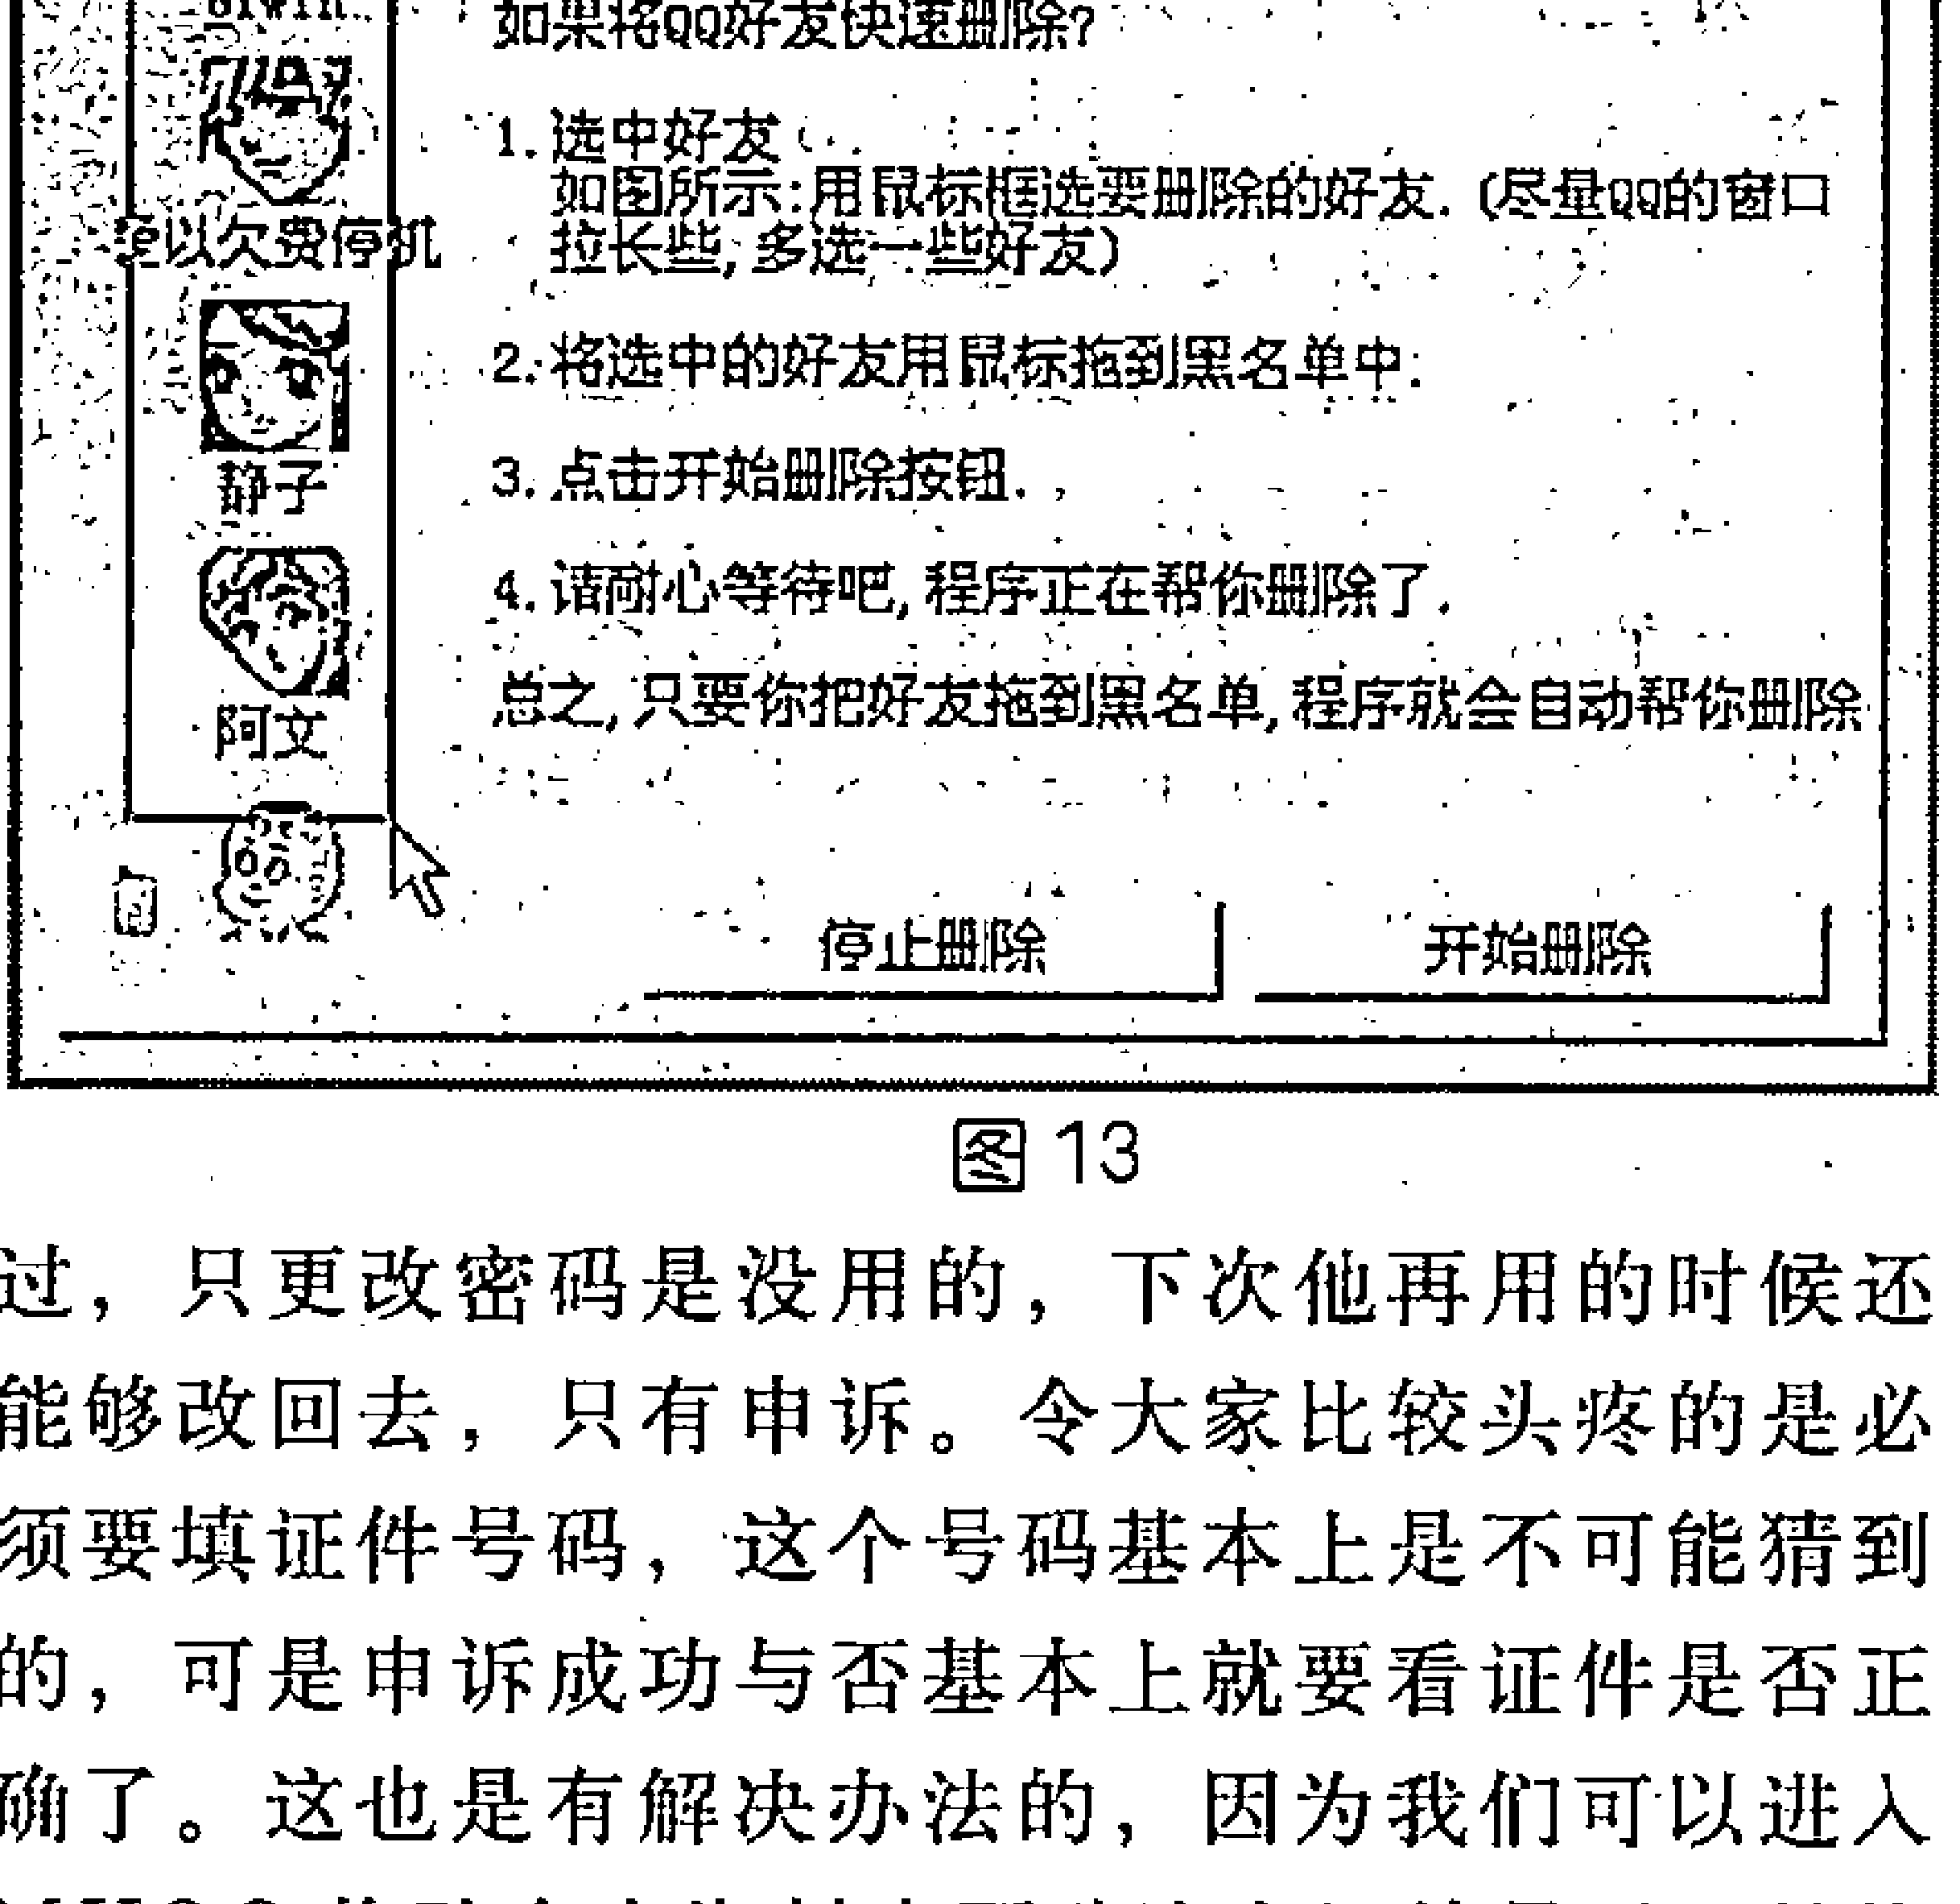 如果将QQ好友快速删除?
1. 选中好友
如图所示:用鼠标框选要删除的好友. (尽量QQ的窗口
拉长些, 多选一些好友)
以欠费停机
2. 将选中的好友用鼠标拖到黑名单中.
静子
3. 点击开始删除按钮.
4. 请耐心等待吧, 程序正在帮你删除了.
总之, 只要你把好友拖到黑名单, 程序就会自动帮你删除
阿文
停止删除
开始删除
图 13
过，只更改密码是没用的，下次他再用的时候还
能够改回去，只有申诉。令大家比较头疼的是必
须要填证件号码，这个号码基本上是不可能猜到
的，可是申诉成功与否基本上就要看证件是否正
确了。这也是有解决办法的，因为我们可以进入